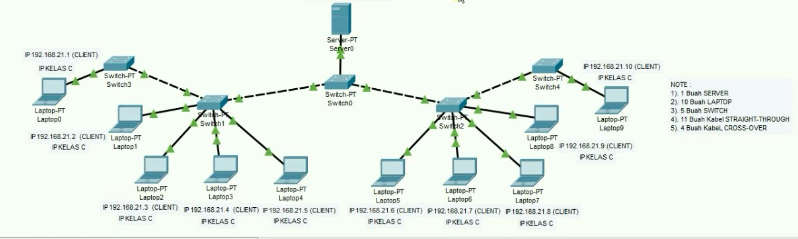 Server-PT
Server0
IP 192.168.21.1 (CLIENT)
IP KELAS C
Switch-PT
Switch3
Laptop-PT
Laptop0
Switch-PT
Switch0
Switch-PT
Switch1
Switch-PT
Switch2
Switch-PT
Switch4
IP 192.168.21.10 (CLIENT)
IP KELAS C
Laptop-PT
Laptop9
NOTE :
1) 1 Buah SERVER
2). 10 Buah LAPTOP
3). 5 Buah SWITCH
4). 11 Buah Kabel STRAIGHT-THROUGH
5). 4 Buah Kabel, CROSS-OVER
IP 192.168.21.2 (CLIENT)
IP KELAS C
Laptop-PT
Laptop1
Laptop-PT
Laptop8
IP 192.168.21.9 (CLIENT)
IP KELAS C
Laptop-PT
Laptop2
Laptop-PT
Laptop3
Laptop-PT
Laptop4
Laptop-PT
Laptop5
Laptop-PT
Laptop6
Laptop-PT
Laptop7
IP 192.168.21.3 (CLIENT)
IP KELAS C
IP 192.168.21.4 (CLIENT)
IP KELAS C
IP 192.168.21.5 (CLIENT)
IP KELAS C
IP 192.168.21.6 (CLIENT)
IP KELAS C
IP 192.168.21.7 (CLIENT)
IP KELAS C
IP 192.168.21.8 (CLIENT)
IP KELAS C